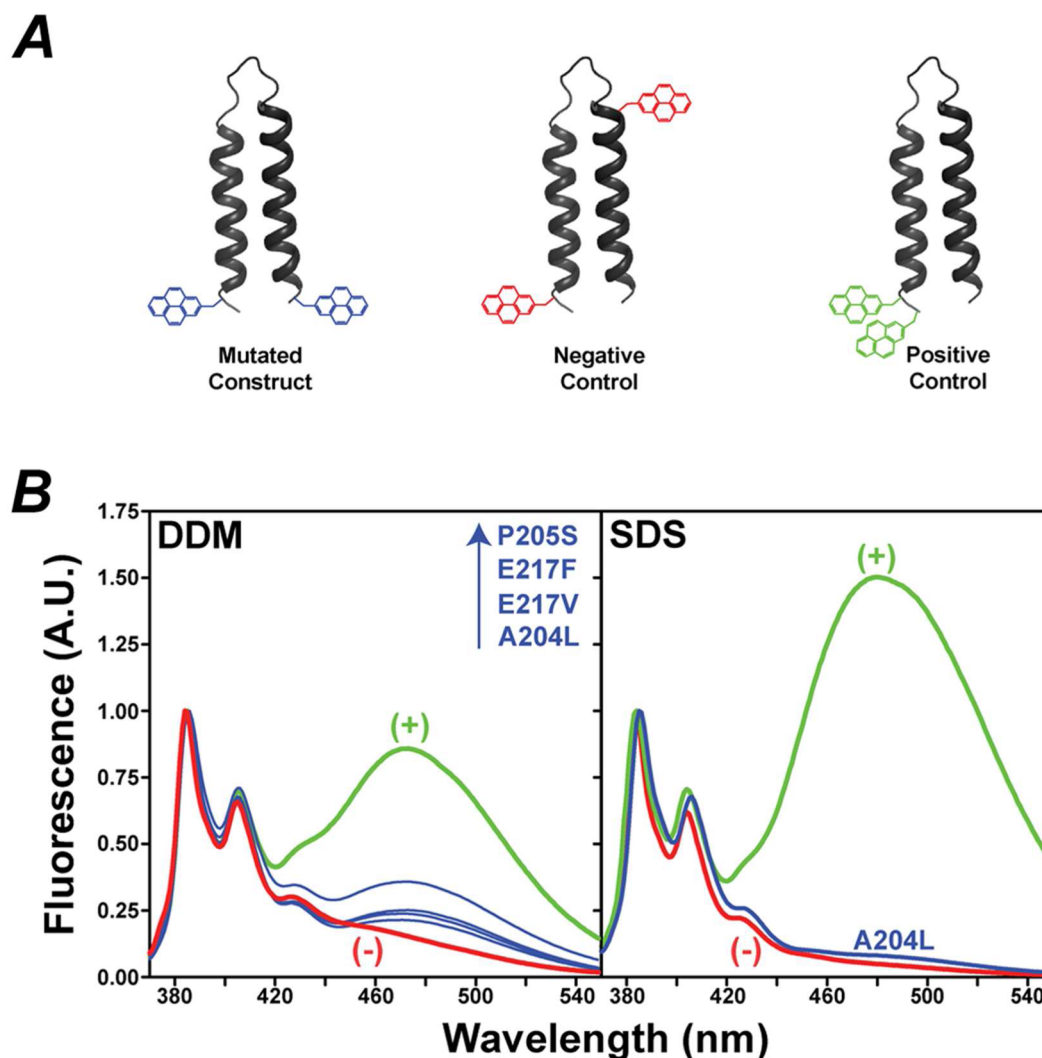 A
Mutated
Construct
Negative
Control
Positive
Control
B
Fluorescence (A.U.)
1.75
1.50
1.25
1.00
0.75
0.50
0.25
0.00
DDM
P205S
E217F
E217V
A204L
(+)
(-)
SDS
(+)
A204L
(-)
380
420
460
500
540
380
420
460
500
540
Wavelength (nm)